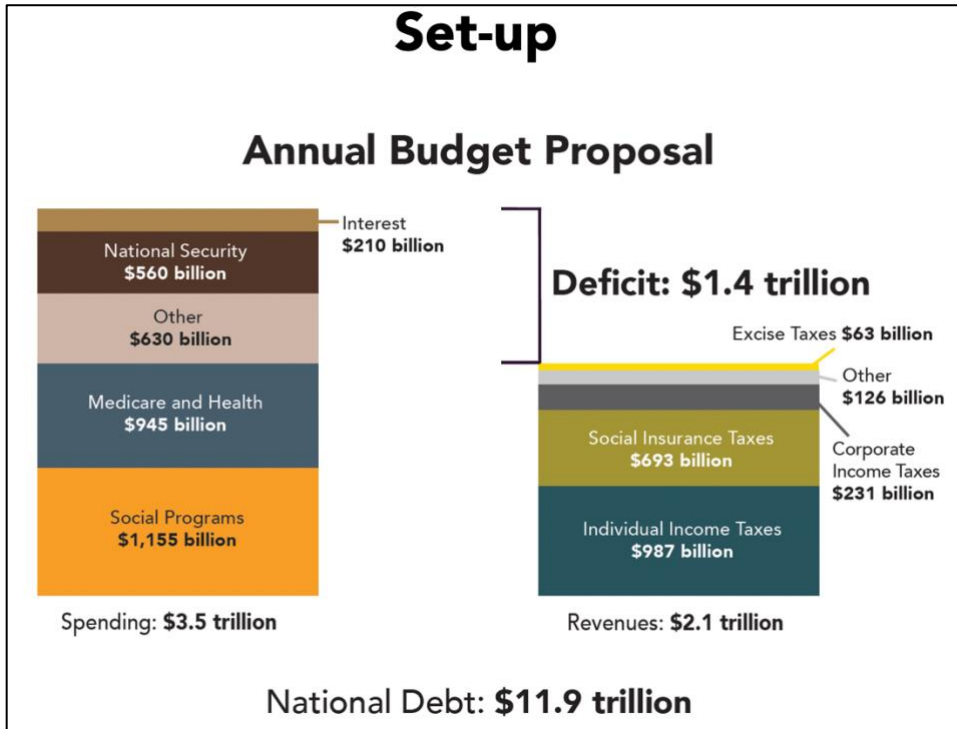 Set-up
Annual Budget Proposal
Interest
$210 billion
National Security
$560 billion
Other
$630 billion
Medicare and Health
$945 billion
Social Programs
$1,155 billion
Spending: $3.5 trillion
Deficit: $1.4 trillion
Excise Taxes $63 billion
Other
$126 billion
Corporate
Income Taxes
$231 billion
Social Insurance Taxes
$693 billion
Individual Income Taxes
$987 billion
Revenues: $2.1 trillion
National Debt: $11.9 trillion